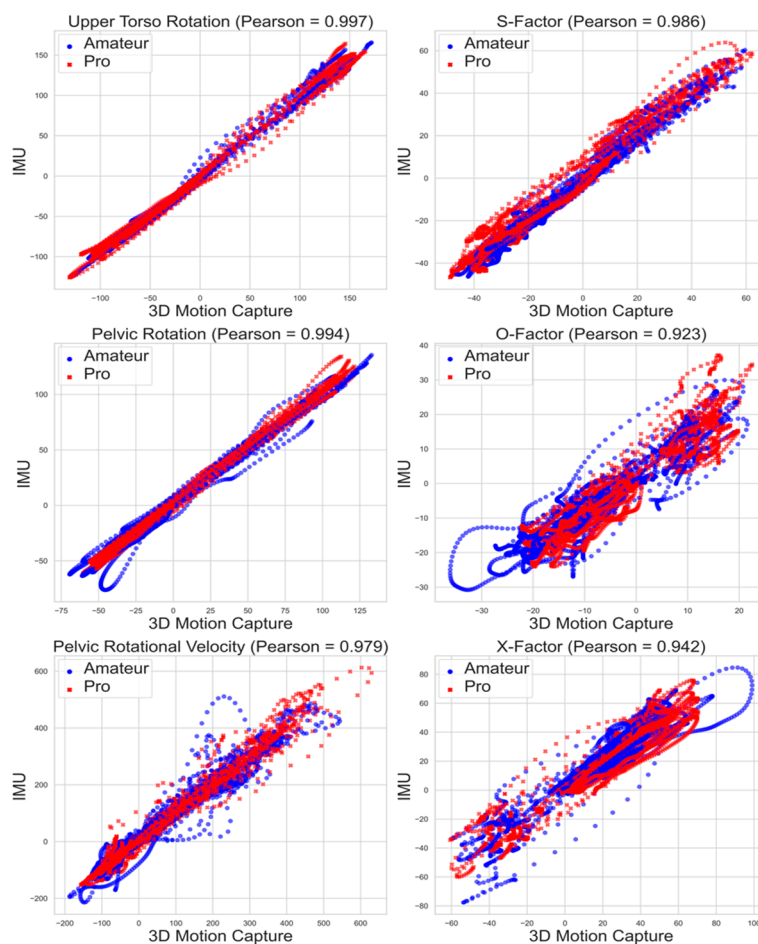 Upper Torso Rotation (Pearson = 0.997)
Amateur
Pro
150
100
50
0
-50
-100
IMU
-100
-50
0
50
100
150
3D Motion Capture
S-Factor (Pearson = 0.986)
Amateur
Pro
60
40
20
0
-20
-40
IMU
-40
-20
0
20
40
60
3D Motion Capture
Pelvic Rotation (Pearson = 0.994)
Amateur
Pro
100
50
0
-50
IMU
-75
-50
-25
0
25
50
75
100
125
3D Motion Capture
O-Factor (Pearson = 0.923)
Amateur
Pro
40
30
20
10
0
-10
-20
-30
IMU
-30
-20
-10
0
10
20
3D Motion Capture
Pelvic Rotational Velocity (Pearson = 0.979)
Amateur
Pro
600
400
200
0
-200
IMU
-200
-100
0
100
200
300
400
500
600
3D Motion Capture
X-Factor (Pearson = 0.942)
Amateur
Pro
80
60
40
20
0
-20
-40
-60
-80
IMU
-60
-40
-20
0
20
40
60
80
100
3D Motion Capture